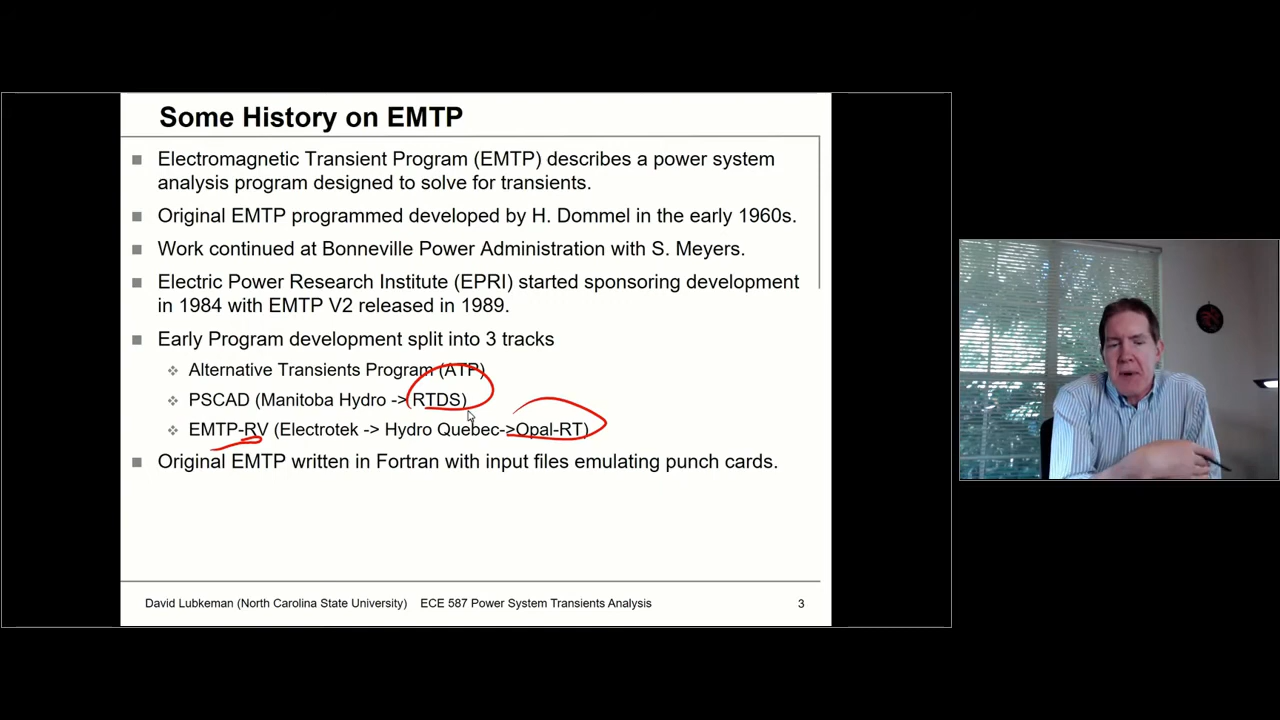 Some History on EMTP
Electromagnetic Transient Program (EMTP) describes a power system
analysis program designed to solve for transients.
Original EMTP programmed developed by H. Dommel in the early 1960s.
Work continued at Bonneville Power Administration with S. Meyers.
Electric Power Research Institute (EPRI) started sponsoring development
in 1984 with EMTP V2 released in 1989.
Early Program development split into 3 tracks
Alternative Transients Program (ATP)
PSCAD (Manitoba Hydro -> RTDS)
EMTP-RV (Electrotek -> Hydro Quebec->Opal-RT)
Original EMTP written in Fortran with input files emulating punch cards.
David Lubkeman (North Carolina State University) ECE 587 Power System Transients Analysis 3